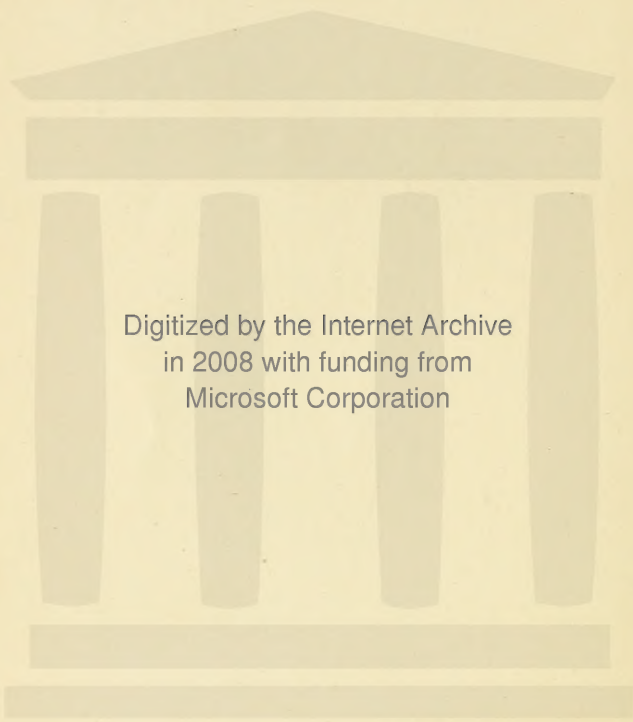 Digitized by the Internet Archive
in 2008 with funding from
Microsoft Corporation